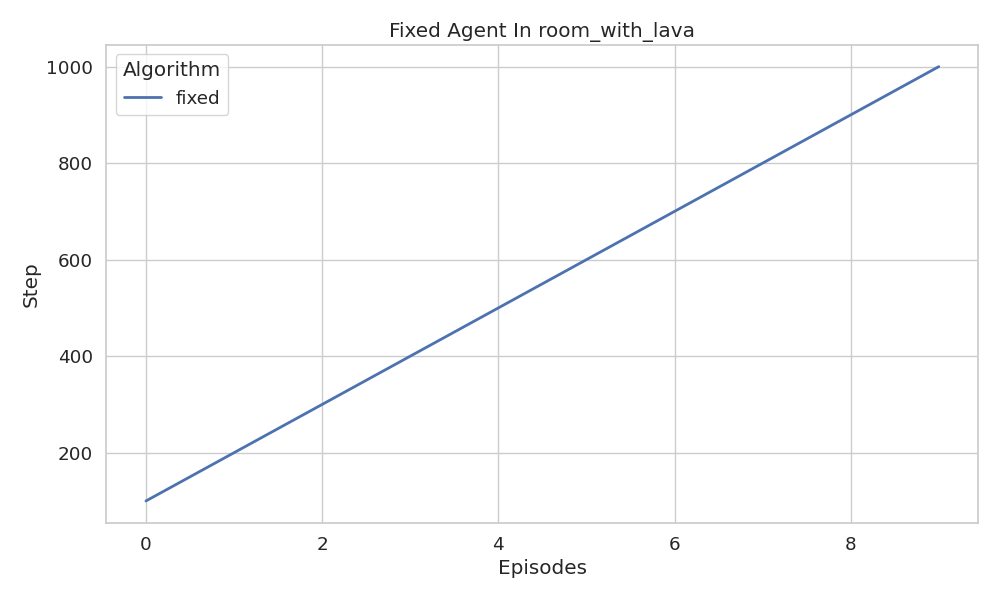 Fixed Agent In room_with_lava
Algorithm
fixed
1000
800
600
400
200
Step
0 2 4 6 8
Episodes